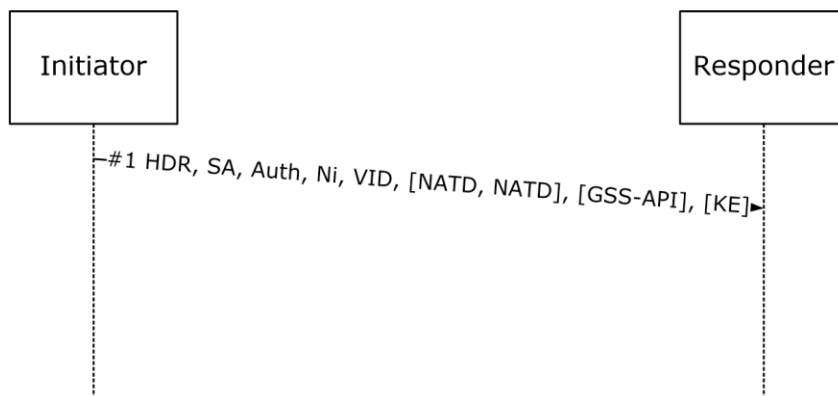 Initiator
Responder
#1 HDR, SA, Auth, Ni, VID, [NATD, NATD], [GSS-API], [KE]